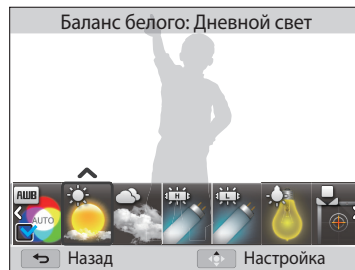 Баланс белого: Дневной свет
AWB
AUTO
H
L
Назад
Настройка